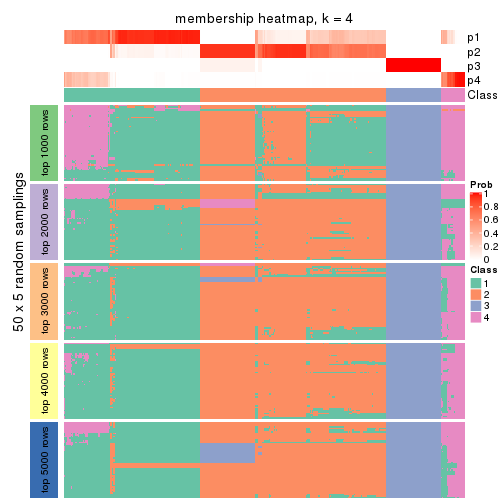 membership heatmap, k = 4
p1
p2
p3
p4
Class
50 x 5 random samplings
top 1000 rows
top 2000 rows
top 3000 rows
top 4000 rows
top 5000 rows
Prob
1
0.8
0.6
0.4
0.2
0
Class
1
2
3
4